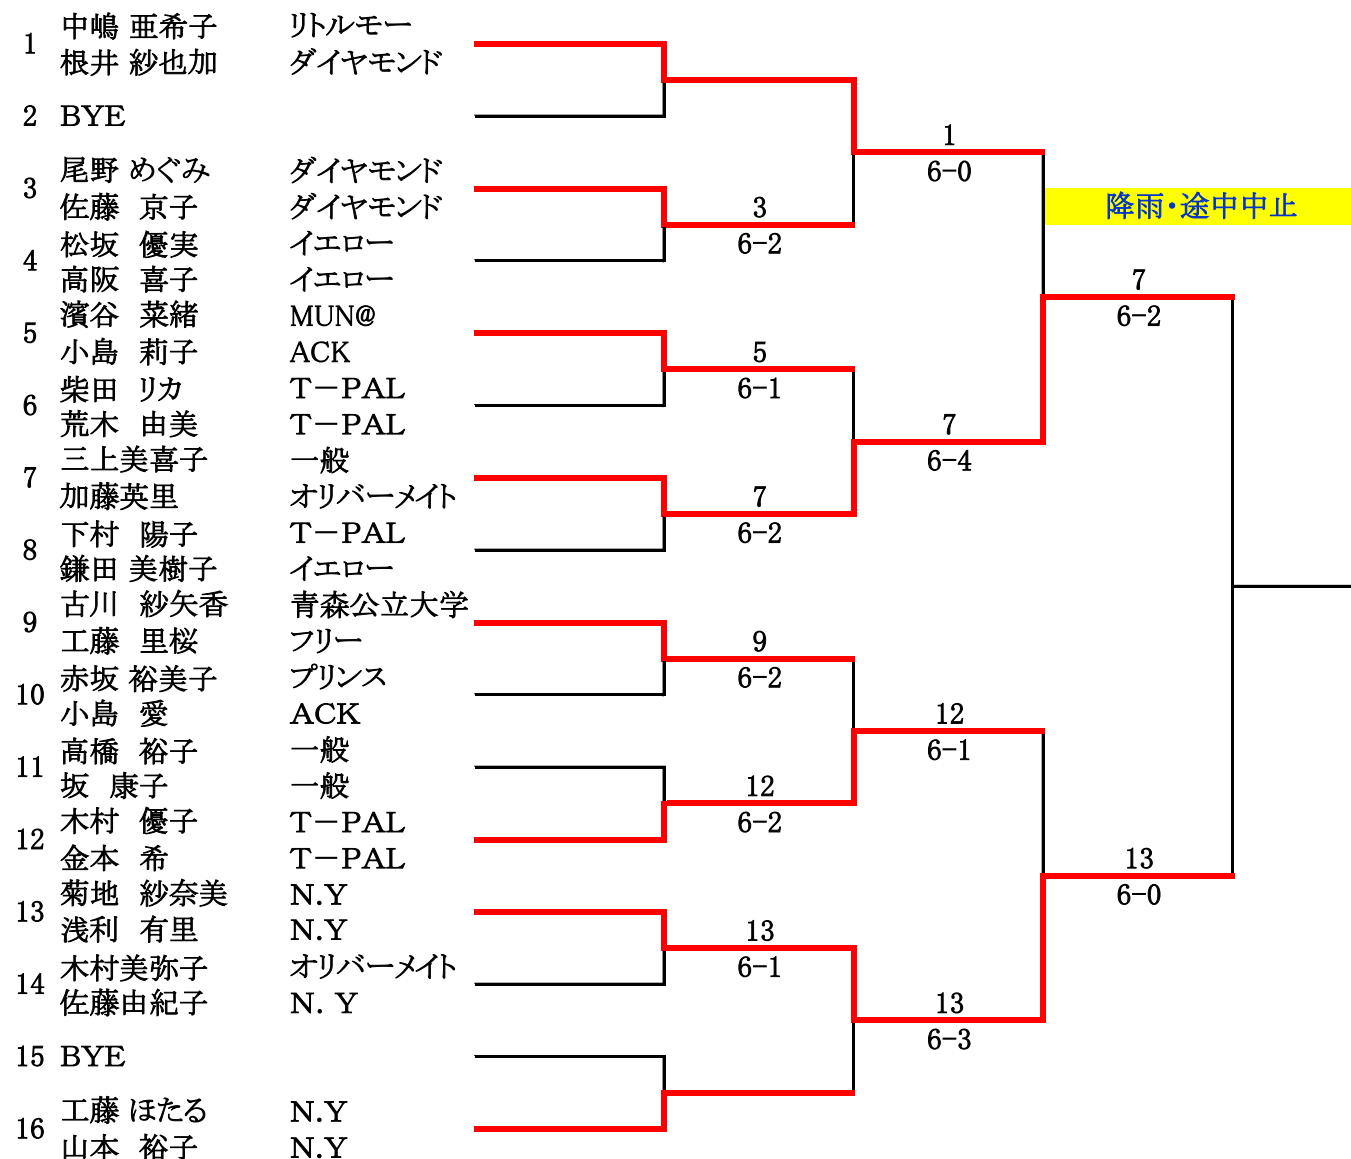 1 中嶋 亜希子 リトルモー
根井 紗也加 ダイヤモンド
2 BYE
3 尾野 めぐみ ダイヤモンド
佐藤 京子 ダイヤモンド
4 松坂 優実 イエロー
高阪 喜子 イエロー
5 濱谷 菜緒 MUN@
小島 莉子 ACK
6 柴田 リカ T－PAL
荒木 由美 T－PAL
7 三上美喜子 一般
加藤英里 オリバーメイト
8 下村 陽子 T－PAL
鎌田 美樹子 イエロー
9 古川 紗矢香 青森公立大学
工藤 里桜 フリー
10 赤坂 裕美子 プリンス
小島 愛 ACK
11 高橋 裕子 一般
坂 康子 一般
12 木村 優子 T－PAL
金本 希 T－PAL
13 菊地 紗奈美 N.Y
浅利 有里 N.Y
14 木村美弥子 オリバーメイト
佐藤由紀子 N. Y
15 BYE
16 工藤 ほたる N.Y
山本 裕子 N.Y
3
6-2
5
6-1
7
6-2
9
6-2
12
6-2
13
6-1
1
6-0
7
6-4
12
6-1
13
6-3
降雨・途中中止
7
6-2
13
6-0